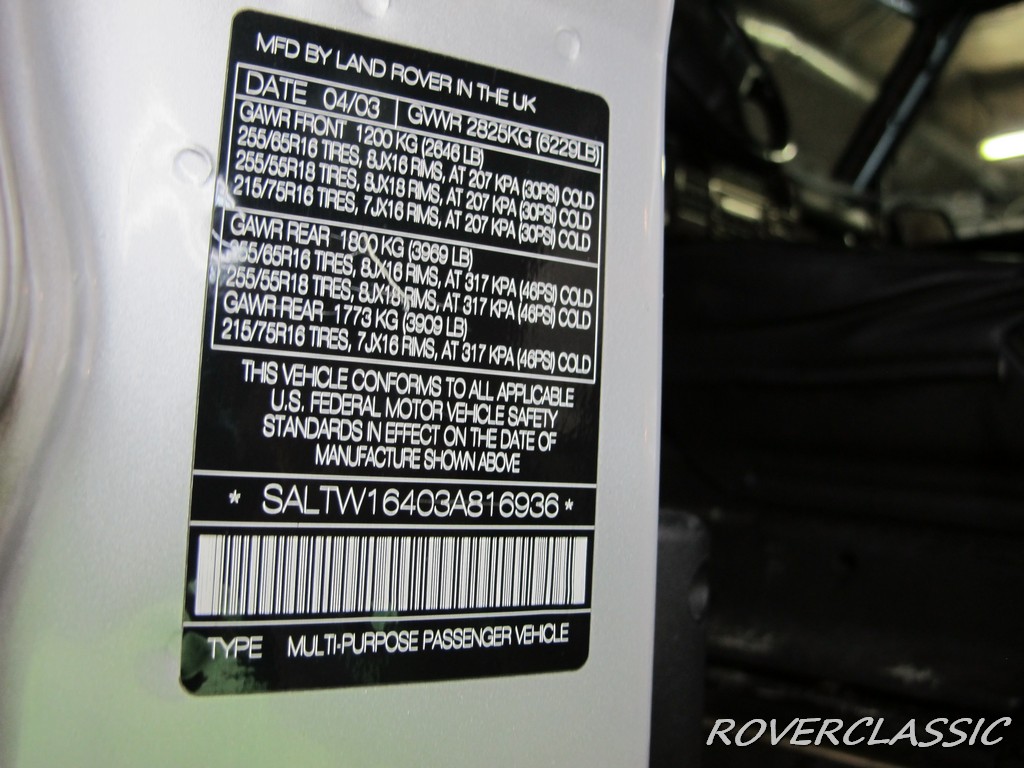 MFD BY LAND ROVER IN THE UK
DATE 04/03 GVWR 2825KG (6229LB)
GAWR FRONT 1200 KG (2646 LB)
255/65R16 TIRES, 8JX16 RIMS, AT 207 KPA (30PSI) COLD
255/55R18 TIRES, 8JX18 RIMS, AT 207 KPA (30PSI) COLD
215/75R16 TIRES, 7JX16 RIMS, AT 207 KPA (30PSI) COLD
GAWR REAR 1800 KG (3969 LB)
255/65R16 TIRES, 8JX16 RIMS, AT 317 KPA (46PSI) COLD
255/55R18 TIRES, 8JX18 RIMS, AT 317 KPA (46PSI) COLD
GAWR REAR 1773 KG (3909 LB)
215/75R16 TIRES, 7JX16 RIMS, AT 317 KPA (46PSI) COLD
THIS VEHICLE CONFORMS TO ALL APPLICABLE
U.S. FEDERAL MOTOR VEHICLE SAFETY
STANDARDS IN EFFECT ON THE DATE OF
MANUFACTURE SHOWN ABOVE
* SALTW16403A816936 *
TYPE MULTI-PURPOSE PASSENGER VEHICLE
ROVERCLASSIC